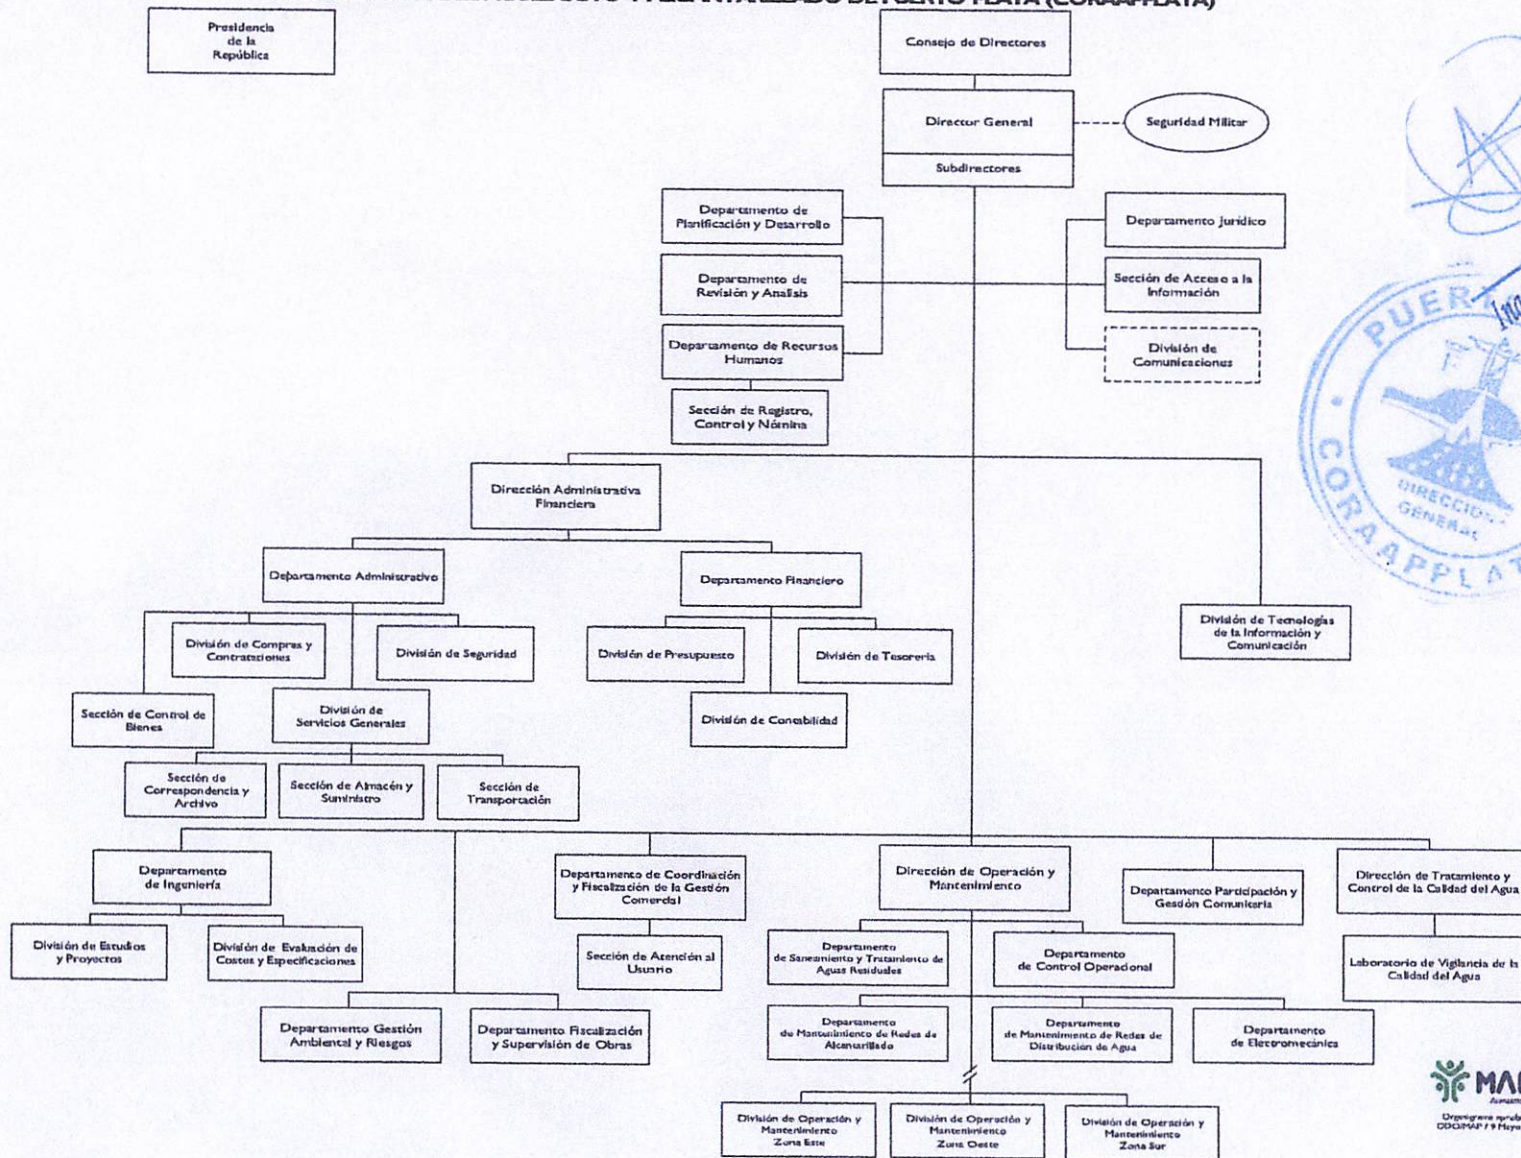 DE PUERTO PLATA (CORAAPPLATA)
Presidencia
de la
República
Consejo de Directores
Director General
Seguridad Militar
Subdirectores
Departamento de
Planificación y Desarrollo
Departamento Jurídico
Departamento de
Revisión y Analisis
Sección de Acceso a la
Información
Departamento de Recursos
Humanos
División de
Comunicaciones
Sección de Registro,
Control y Nómina
Dirección Administrativa
Financiera
Departamento Administrativo
Departamento Financiero
División de Compras y
Contrataciones
División de Seguridad
División de Presupuesto
División de Tesorería
División de Tecnologías
de la Información y
Comunicación
Sección de Control de
Bienes
División de
Servicios Generales
División de Contabilidad
Sección de
Correspondencia y
Archivo
Sección de Almacén y
Suministro
Sección de
Transportación
Departamento
de Ingeniería
Departamento de Coordinación
y Fiscalización de la Gestión
Comercial
Dirección de Operación y
Mantenimiento
Departamento Participación y
Gestión Comunitaria
Dirección de Tratamiento y
Control de la Calidad del Agua
División de Estudios
y Proyectos
División de Evaluación de
Costos y Especificaciones
Sección de Atención al
Usuario
Departamento
de Saneamiento y Tratamiento de
Aguas Residuales
Departamento
de Control Operacional
Laboratorio de Vigilancia de la
Calidad del Agua
Departamento Gestión
Ambiental y Riesgos
Departamento Fiscalización
y Supervisión de Obras
Departamento
de Mantenimiento de Redes de
Alcantarillado
Departamento
de Mantenimiento de Redes de
Distribución de Agua
Departamento
de Electromecánica
División de Operación y
Mantenimiento
Zona Este
División de Operación y
Mantenimiento
Zona Oeste
División de Operación y
Mantenimiento
Zona Sur
PUERT
CORAAPPLAT
DIRECCION
GENERAL